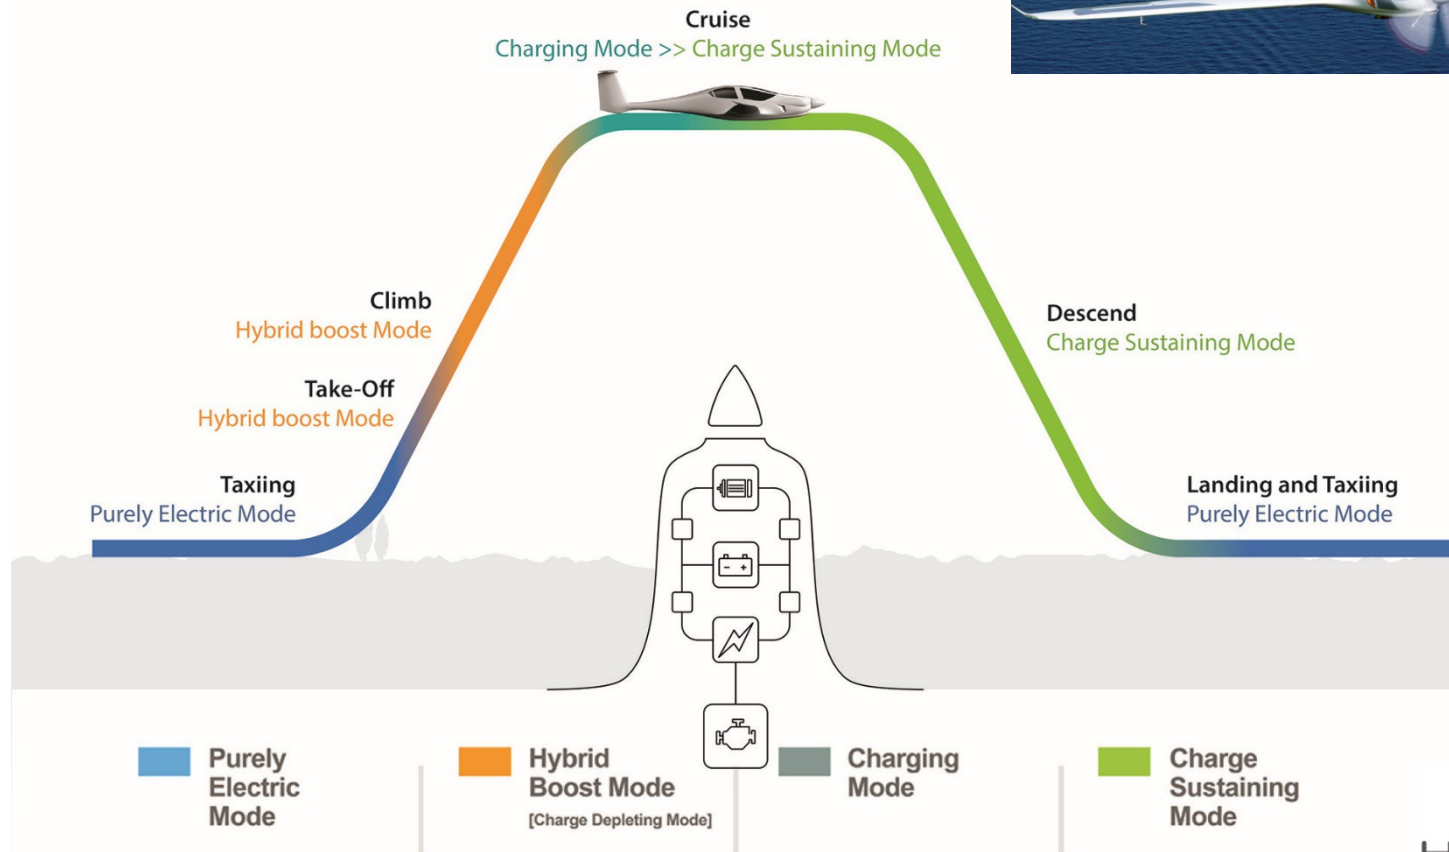 Cruise
Charging Mode >> Charge Sustaining Mode
Climb
Hybrid boost Mode
Take-Off
Hybrid boost Mode
Taxiing
Purely Electric Mode
Descend
Charge Sustaining Mode
Landing and Taxiing
Purely Electric Mode
- +
Purely
Electric
Mode
Hybrid
Boost Mode
[Charge Depleting Mode]
Charging
Mode
Charge
Sustaining
Mode